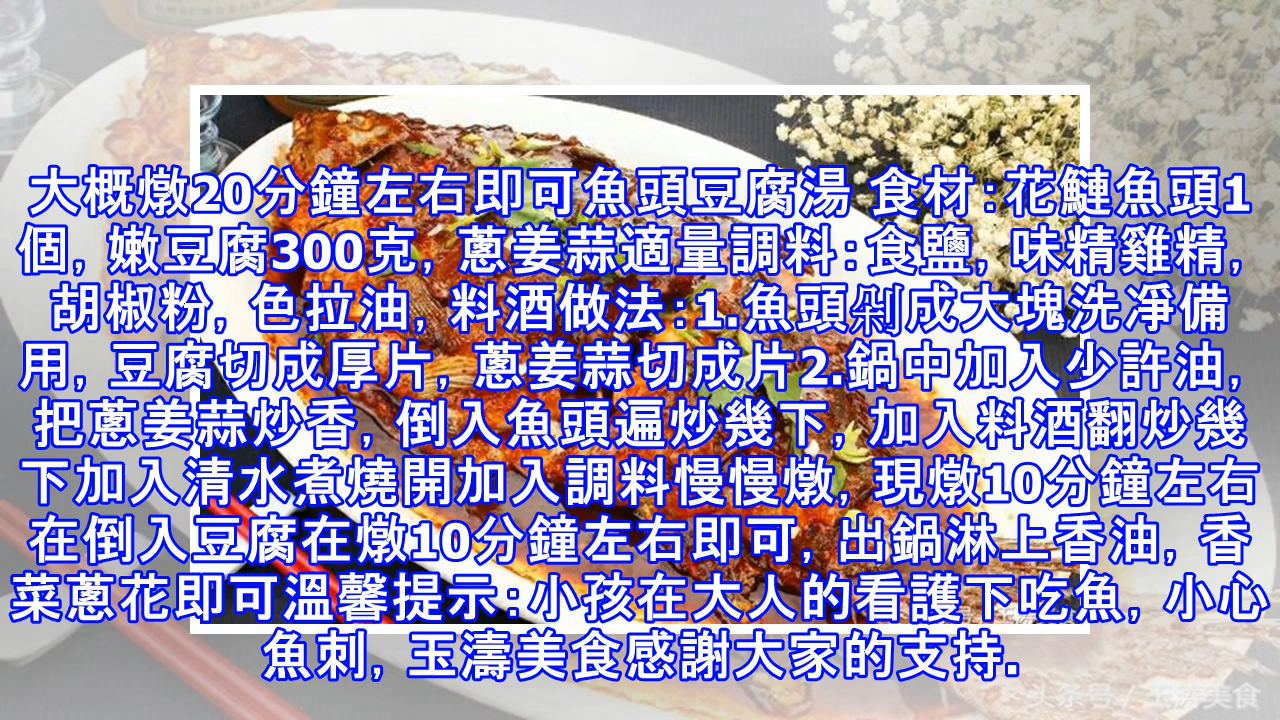 大概燉20分鐘左右即可魚頭豆腐湯 食材:花鰱魚頭1
個, 嫩豆腐300克, 蔥姜蒜適量調料:食鹽, 味精雞精,
胡椒粉, 色拉油, 料酒做法:1.魚頭剁成大塊洗凈備
用, 豆腐切成厚片, 蔥姜蒜切成片2.鍋中加入少許油,
把蔥姜蒜炒香, 倒入魚頭遍炒幾下, 加入料酒翻炒幾
下加入清水煮燒開加入調料慢慢燉, 現燉10分鐘左右
在倒入豆腐在燉10分鐘左右即可, 出鍋淋上香油, 香
菜蔥花即可溫馨提示:小孩在大人的看護下吃魚, 小心
魚刺, 玉濤美食感謝大家的支持.
头条号 / 玉涛美食